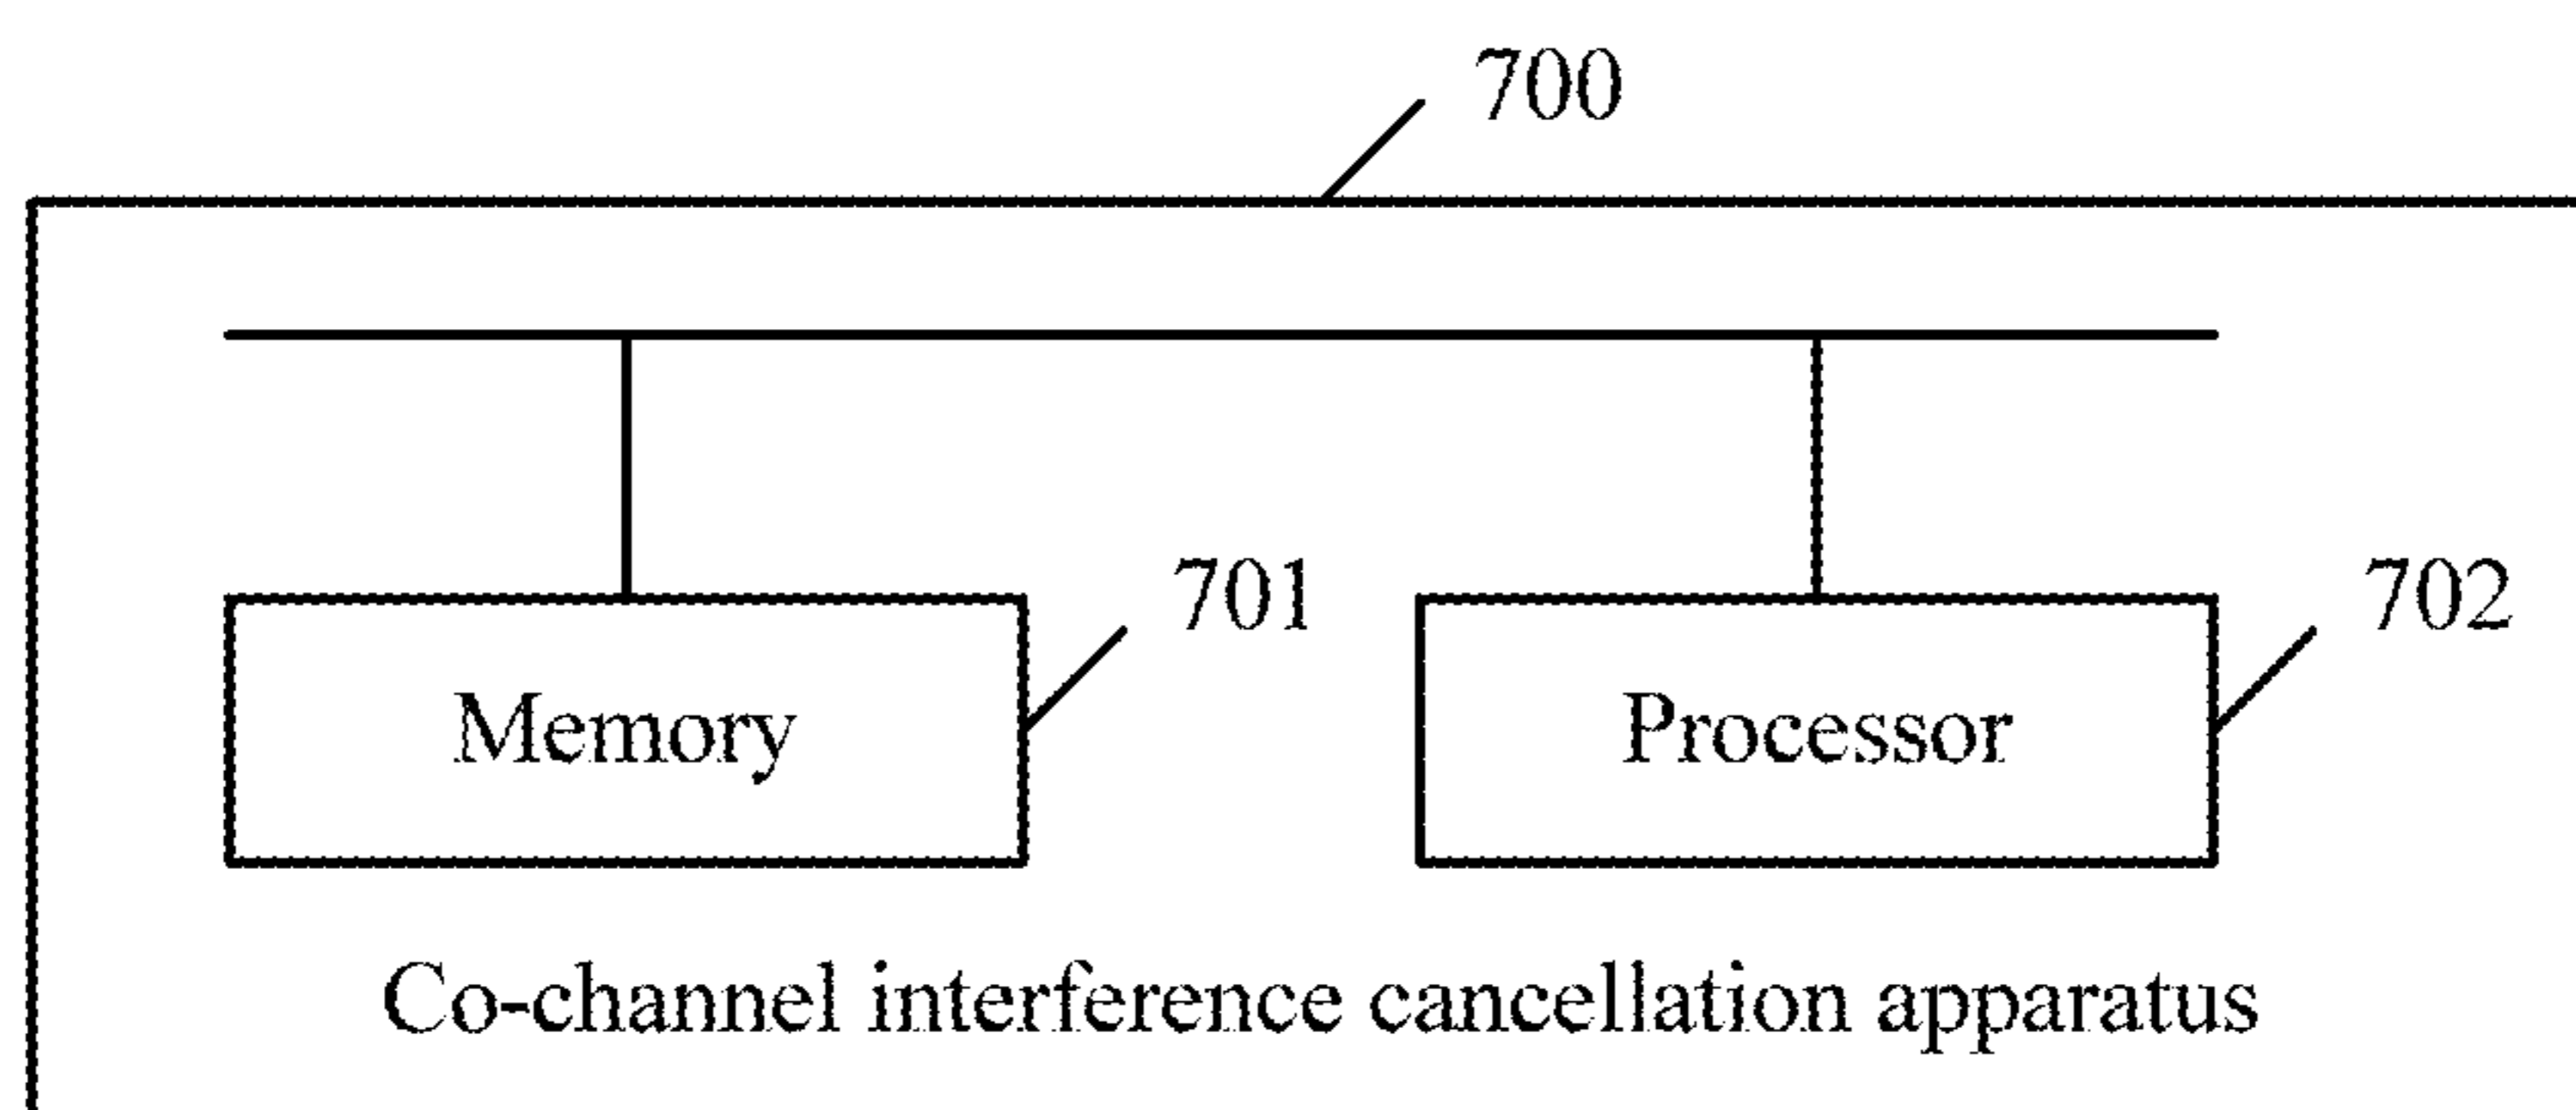 700
701
702
Memory
Processor
Co-channel interference cancellation apparatus